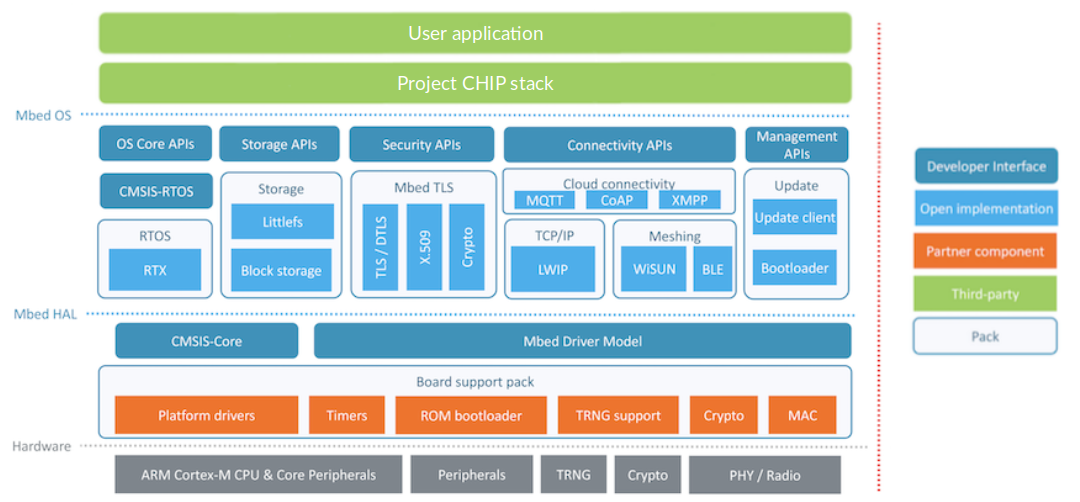 User application
Project CHIP stack
Mbed OS
OS Core APIs
Storage APIs
Security APIs
Connectivity APIs
Management
APIs
CMSIS-RTOS
RTOS
RTX
Storage
Littlefs
Block storage
Mbed TLS
TLS / DTLS
X.509
Crypto
Cloud connectivity
MQTT
CoAP
XMPP
TCP/IP
LWIP
Meshing
WiSUN
BLE
Update
Update client
Bootloader
Mbed HAL
CMSIS-Core
Mbed Driver Model
Board support pack
Platform drivers
Timers
ROM bootloader
TRNG support
Crypto
MAC
Hardware
ARM Cortex-M CPU & Core Peripherals
Peripherals
TRNG
Crypto
PHY / Radio
Developer Interface
Open implementation
Partner component
Third-party
Pack